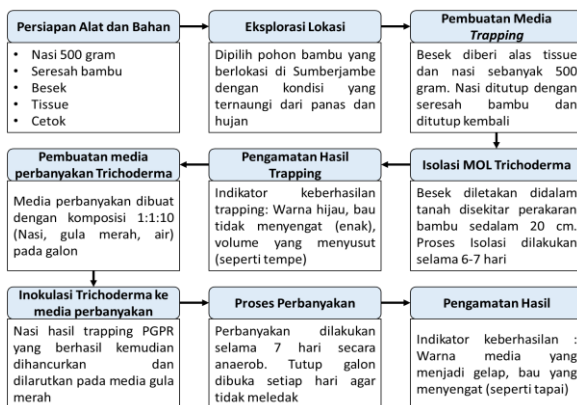 Persiapan Alat dan Bahan
• Nasi 500 gram
• Seresah bambu
• Besek
• Tissue
• Cetok
Eksplorasi Lokasi
Dipilih pohon bambu yang
berlokasi di Sumberjambe
dengan kondisi yang
ternaungi dari panas dan
hujan
Pembuatan Media
Trapping
Besek diberi alas tissue
dan nasi sebanyak 500
gram. Nasi ditutup dengan
seresah bambu dan
ditutup kembali
Isolasi MOL Trichoderma
Besek diletakan didalam
tanah disekitar perakaran
bambu sedalam 20 cm.
Proses Isolasi dilakukan
selama 6-7 hari
Pengamatan Hasil
Trapping
Indikator keberhasilan
trapping: Warna hijau, bau
tidak menyengat (enak),
volume yang menyusut
(seperti tempe)
Pembuatan media
perbanyakan Trichoderma
Media perbanyakan dibuat
dengan komposisi 1:1:10
(Nasi, gula merah, air)
pada galon
Inokulasi Trichoderma ke
media perbanyakan
Nasi hasil trapping PGPR
yang berhasil kemudian
dihancurkan dan
dilarutkan pada media gula
merah
Proses Perbanyakan
Perbanyakan dilakukan
selama 7 hari secara
anaerob. Tutup galon
dibuka setiap hari agar
tidak meledak
Pengamatan Hasil
Indikator keberhasilan :
Warna media yang
menjadi gelap, bau yang
menyengat (seperti tapai)